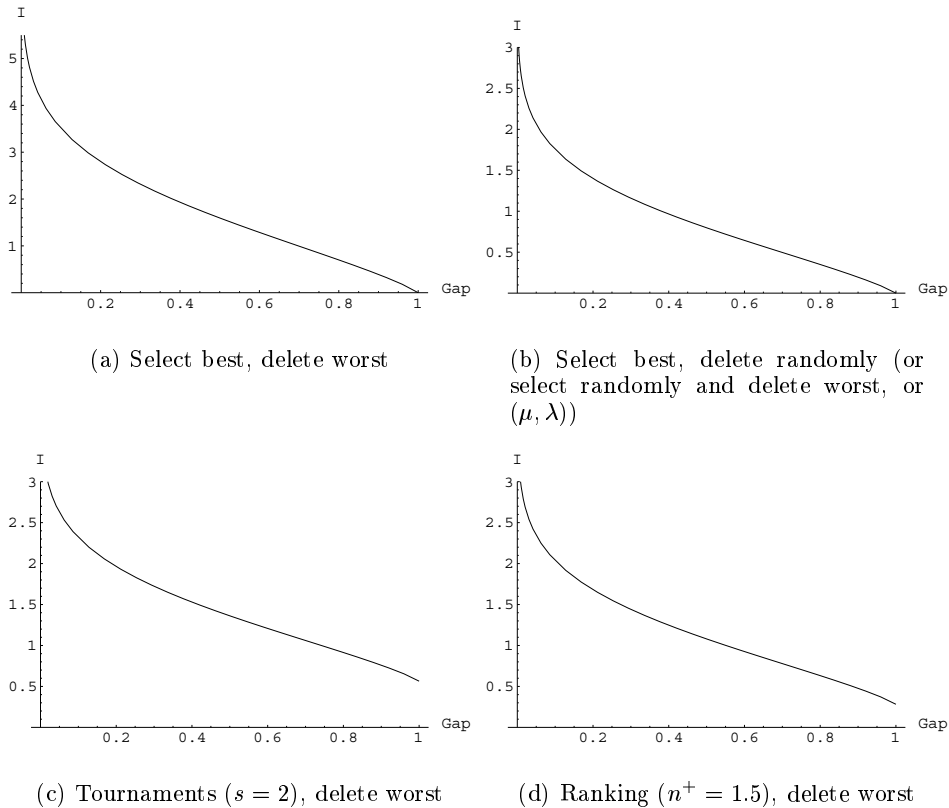 I
5
4
3
2
1
0.2 0.4 0.6 0.8 1 Gap
(a) Select best, delete worst
I
3
2.5
2
1.5
1
0.5
0.2 0.4 0.6 0.8 1 Gap
(b) Select best, delete randomly (or
select randomly and delete worst, or
(μ, λ))
I
3
2.5
2
1.5
1
0.5
0.2 0.4 0.6 0.8 1 Gap
(c) Tournaments (s = 2), delete worst
I
3
2.5
2
1.5
1
0.5
0.2 0.4 0.6 0.8 1 Gap
(d) Ranking (n⁺ = 1.5), delete worst